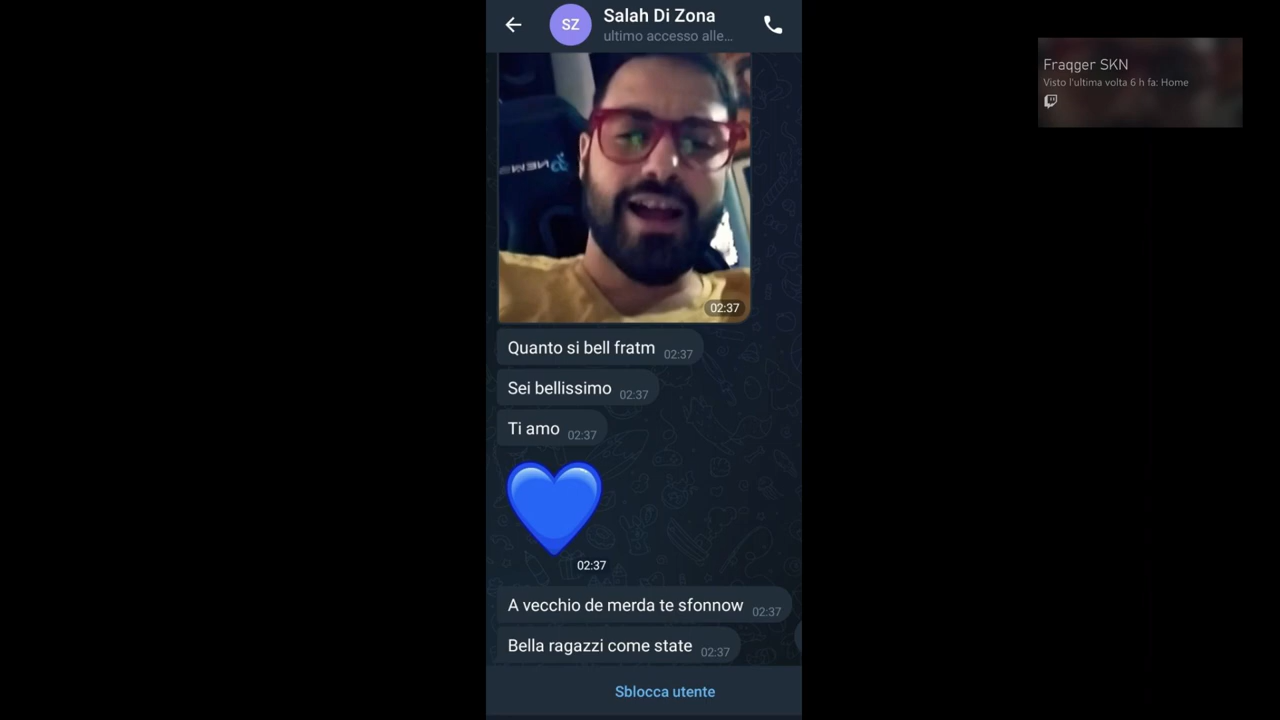 SZ
Salah Di Zona
ultimo accesso alle...
02:37
Quanto si bell fratm 02:37
Sei bellissimo 02:37
Ti amo 02:37
02:37
A vecchio de merda te sfonnow 02:37
Bella ragazzi come state 02:37
Sblocca utente
Fraqger SKN
Visto l'ultima volta 6 h fa: Home